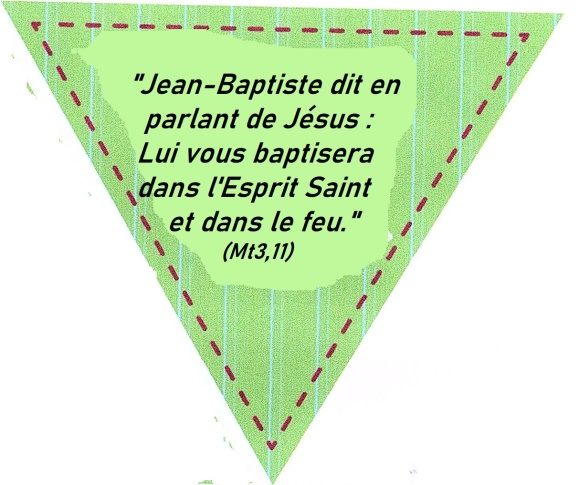 "Jean-Baptiste dit en
parlant de Jésus :
Lui vous baptisera
dans l'Esprit Saint
et dans le feu."
(Mt3,11)